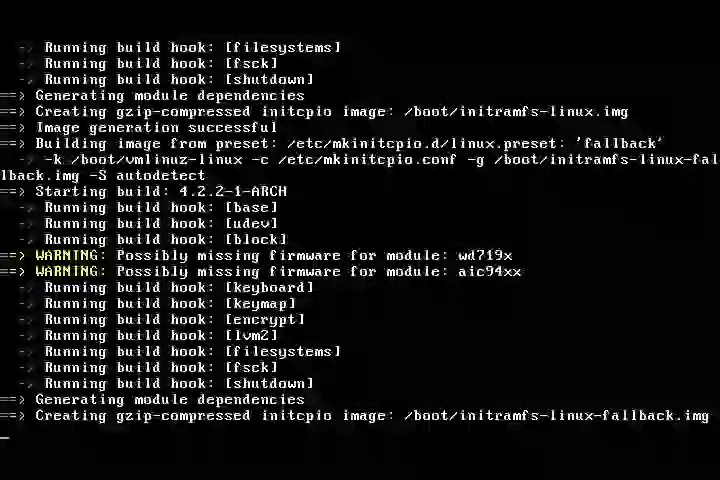 -> Running build hook: [filesystems]
-> Running build hook: [fsck]
-> Running build hook: [shutdown]
==> Generating module dependencies
==> Creating gzip-compressed initcpio image: /boot/initramfs-linux.img
==> Image generation successful
==> Building image from preset: /etc/mkinitcpio.d/linux.preset: 'fallback'
-> -k /boot/vmlinuz-linux -c /etc/mkinitcpio.conf -g /boot/initramfs-linux-fal
lback.img -S autodetect
==> Starting build: 4.2.2-1-ARCH
-> Running build hook: [base]
-> Running build hook: [udev]
-> Running build hook: [block]
==> WARNING: Possibly missing firmware for module: wd719x
==> WARNING: Possibly missing firmware for module: aic94xx
-> Running build hook: [keyboard]
-> Running build hook: [keymap]
-> Running build hook: [encrypt]
-> Running build hook: [lvm2]
-> Running build hook: [filesystems]
-> Running build hook: [fsck]
-> Running build hook: [shutdown]
==> Generating module dependencies
==> Creating gzip-compressed initcpio image: /boot/initramfs-linux-fallback.img
_